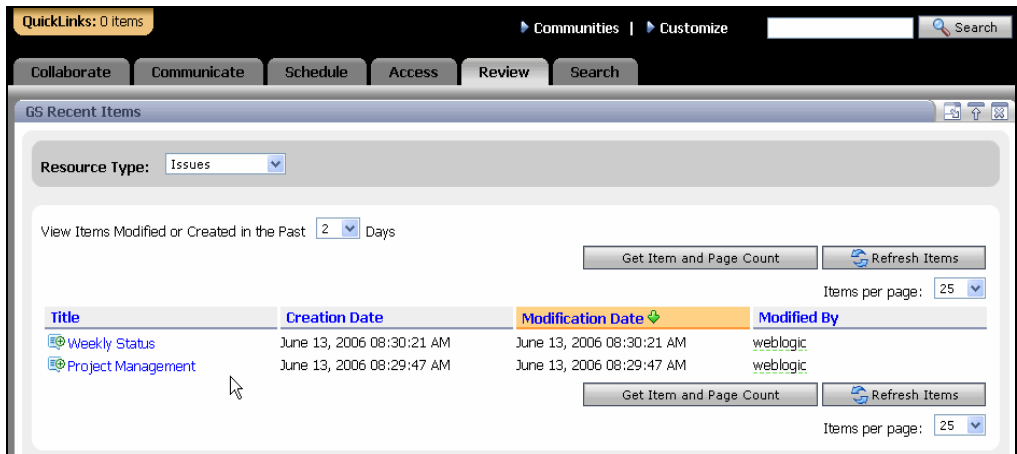 QuickLinks: 0 items
Communities | Customize Search
Collaborate Communicate Schedule Access Review Search
GS Recent Items
Resource Type: Issues
View Items Modified or Created in the Past 2 Days
Get Item and Page Count Refresh Items
Items per page: 25
Title Creation Date Modification Date Modified By
Weekly Status June 13, 2006 08:30:21 AM June 13, 2006 08:30:21 AM weblogic
Project Management June 13, 2006 08:29:47 AM June 13, 2006 08:29:47 AM weblogic
Get Item and Page Count Refresh Items
Items per page: 25